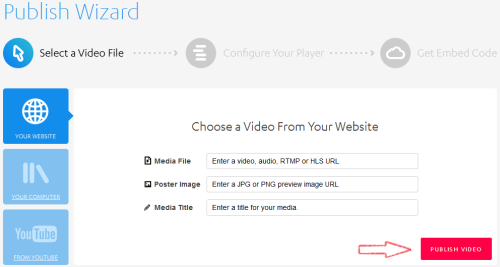 Publish Wizard
Select a Video File
Configure Your Player
Get Embed Code
YOUR WEBSITE
YOUR COMPUTER
YouTube
FROM YOUTUBE
Choose a Video From Your Website
Media File Enter a video, audio, RTMP or HLS URL
Poster Image Enter a JPG or PNG preview image URL
Media Title Enter a title for your media.
PUBLISH VIDEO